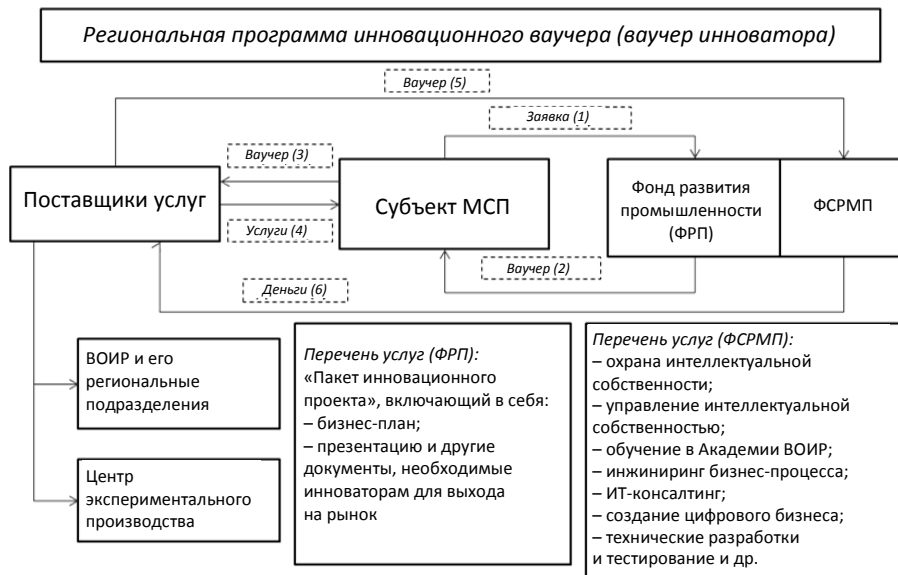 Региональная программа инновационного ваучера (ваучер инноватора)
Ваучер (5)
Заявка (1)
Ваучер (3)
Поставщики услуг
Субъект МСП
Фонд развития
промышленности
(ФРП)
ФСРМП
Услуги (4)
Ваучер (2)
Деньги (6)
ВОИР и его
региональные
подразделения
Центр
экспериментального
производства
Перечень услуг (ФРП):
«Пакет инновационного
проекта», включающий в себя:
– бизнес-план;
– презентацию и другие
документы, необходимые
инноваторам для выхода
на рынок
Перечень услуг (ФСРМП):
– охрана интеллектуальной
собственности;
– управление интеллектуальной
собственностью;
– обучение в Академии ВОИР;
– инжиниринг бизнес-процесса;
– ИТ-консалтинг;
– создание цифрового бизнеса;
– технические разработки
и тестирование и др.